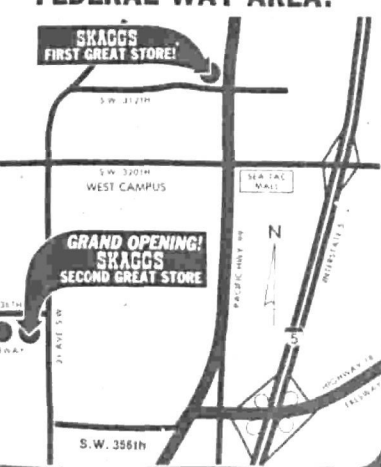 FEDERAL WAY AREA!
SKAGGS
FIRST GREAT STORE!
S.W. 312TH
S.W. 320TH
WEST CAMPUS
SEA-TAC
MALL
GRAND OPENING!
SKAGGS
SECOND GREAT STORE
N
PACIFIC HWY 99
INTERSTATE 5
21 AVE S.W.
5
HIGHWAY 18
S.W. 356TH